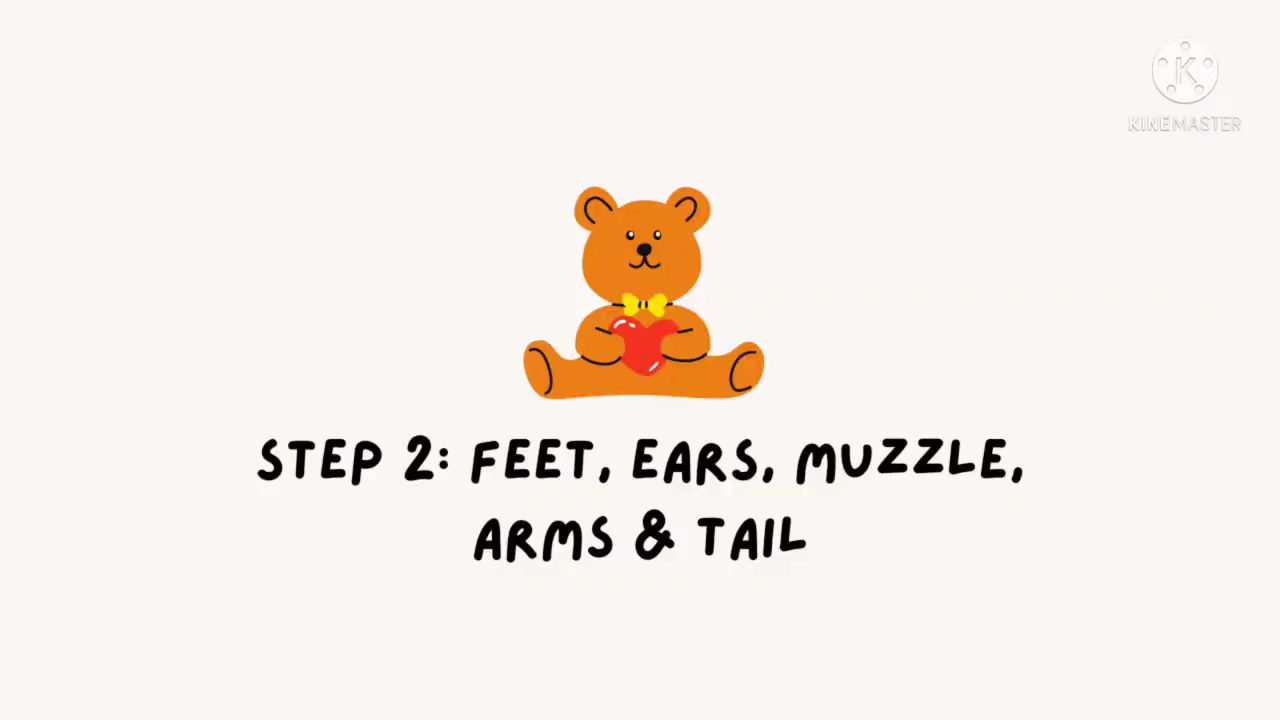 K
KINEMASTER
STEP 2: FEET, EARS, MUZZLE,
ARMS & TAIL